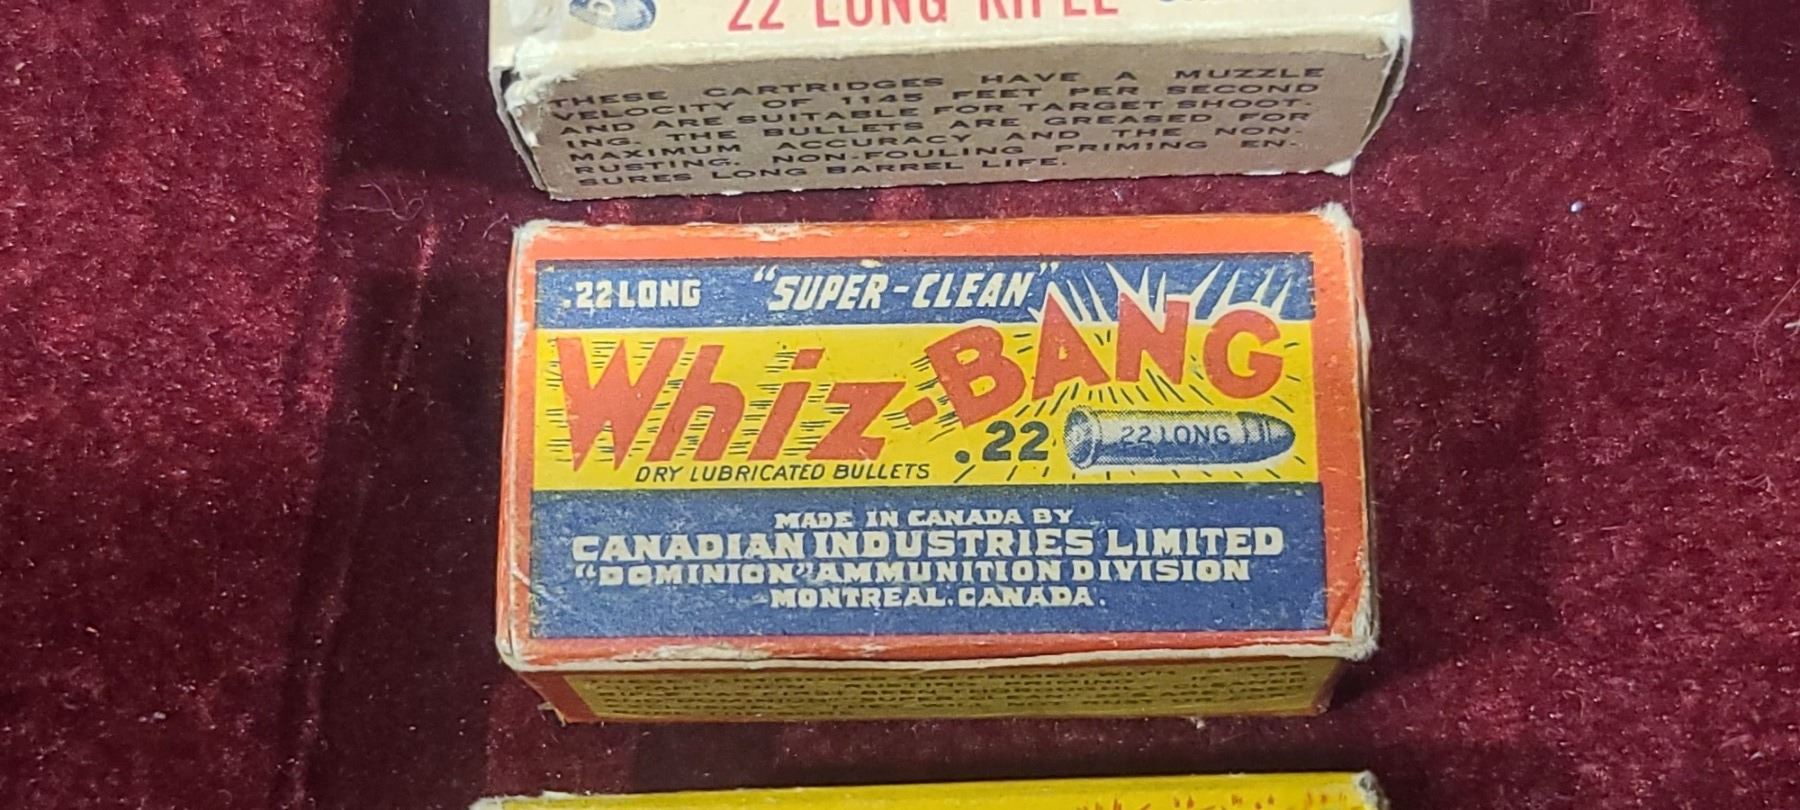 22 LONG RIFLE
THESE CARTRIDGES HAVE A MUZZLE
VELOCITY OF 1145 FEET PER SECOND
AND ARE SUITABLE FOR TARGET SHOOT-
ING. THE BULLETS ARE GREASED FOR
MAXIMUM ACCURACY AND THE NON-
RUSTING, NON-FOULING PRIMING EN-
SURES LONG BARREL LIFE.
.22 LONG "SUPER-CLEAN"
Whiz-BANG
.22 22 LONG
DRY LUBRICATED BULLETS
MADE IN CANADA BY
CANADIAN INDUSTRIES LIMITED
"DOMINION" AMMUNITION DIVISION
MONTREAL, CANADA.